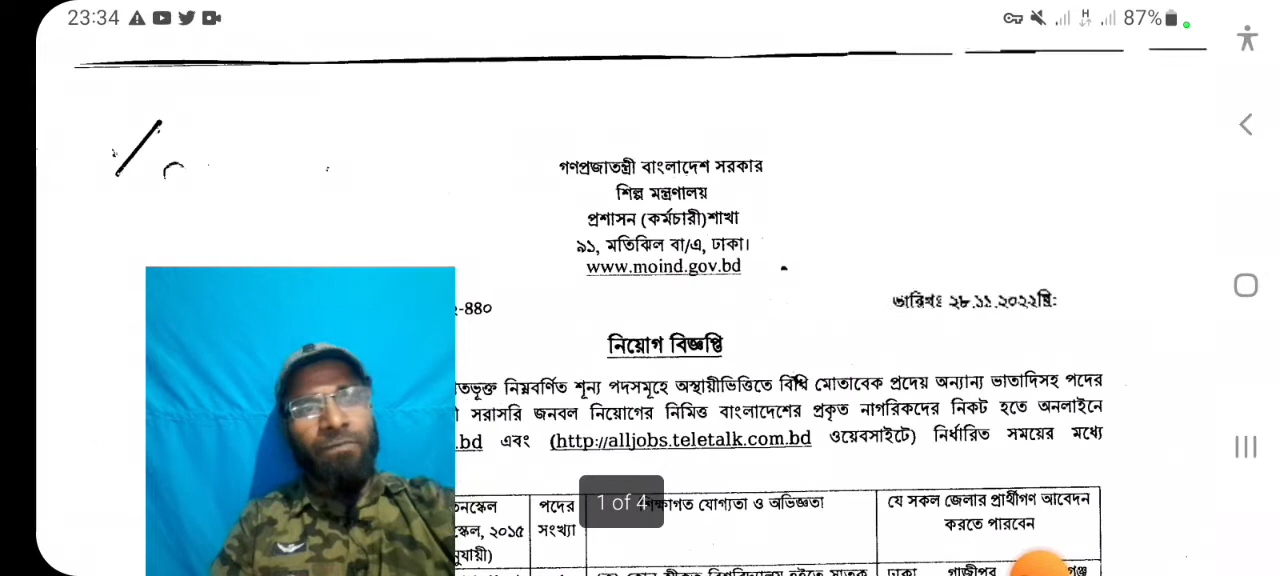 23:34
H
87%
গণপ্রজাতন্ত্রী বাংলাদেশ সরকার
শিল্প মন্ত্রণালয়
প্রশাসন (কর্মচারী)শাখা
৯১, মতিঝিল বা/এ, ঢাকা।
www.moind.gov.bd
-৪৪০
তারিখঃ ২৮.১১.২০২২খ্রি:
নিয়োগ বিজ্ঞপ্তি
নিম্নবর্ণিত শূন্য পদসমূহে অস্থায়ীভিত্তিতে বিধি মোতাবেক প্রদেয় অন্যান্য ভাতাদিসহ পদের
সরাসরি জনবল নিয়োগের নিমিত্ত বাংলাদেশের প্রকৃত নাগরিকদের নিকট হতে অনলাইনে
.bd এবং (http://alljobs.teletalk.com.bd ওয়েবসাইটে) নির্ধারিত সময়ের মধ্যে
1 of 4
পদের
সংখ্যা
যোগ্যতা ও অভিজ্ঞতা
যে সকল জেলার প্রার্থীগণ আবেদন
করতে পারবেন
২০১৫